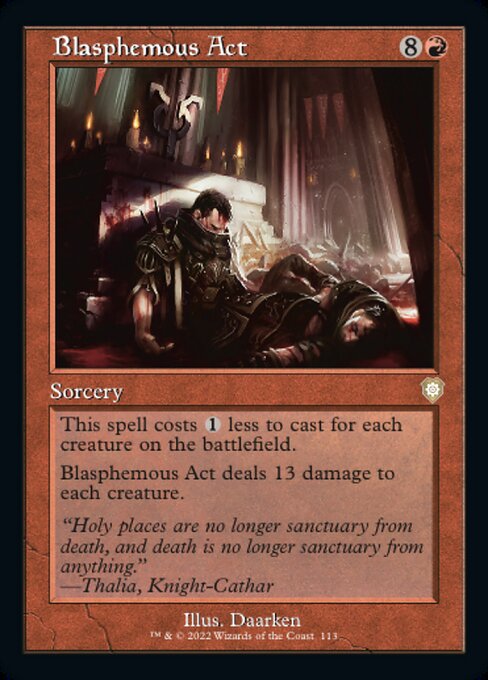 Blasphemous Act 8
Sorcery
This spell costs 1 less to cast for each
creature on the battlefield.
Blasphemous Act deals 13 damage to
each creature.
“Holy places are no longer sanctuary from
death, and death is no longer sanctuary from
anything.”
—Thalia, Knight-Cathar
Illus. Daarken
™ & © 2022 Wizards of the Coast 113